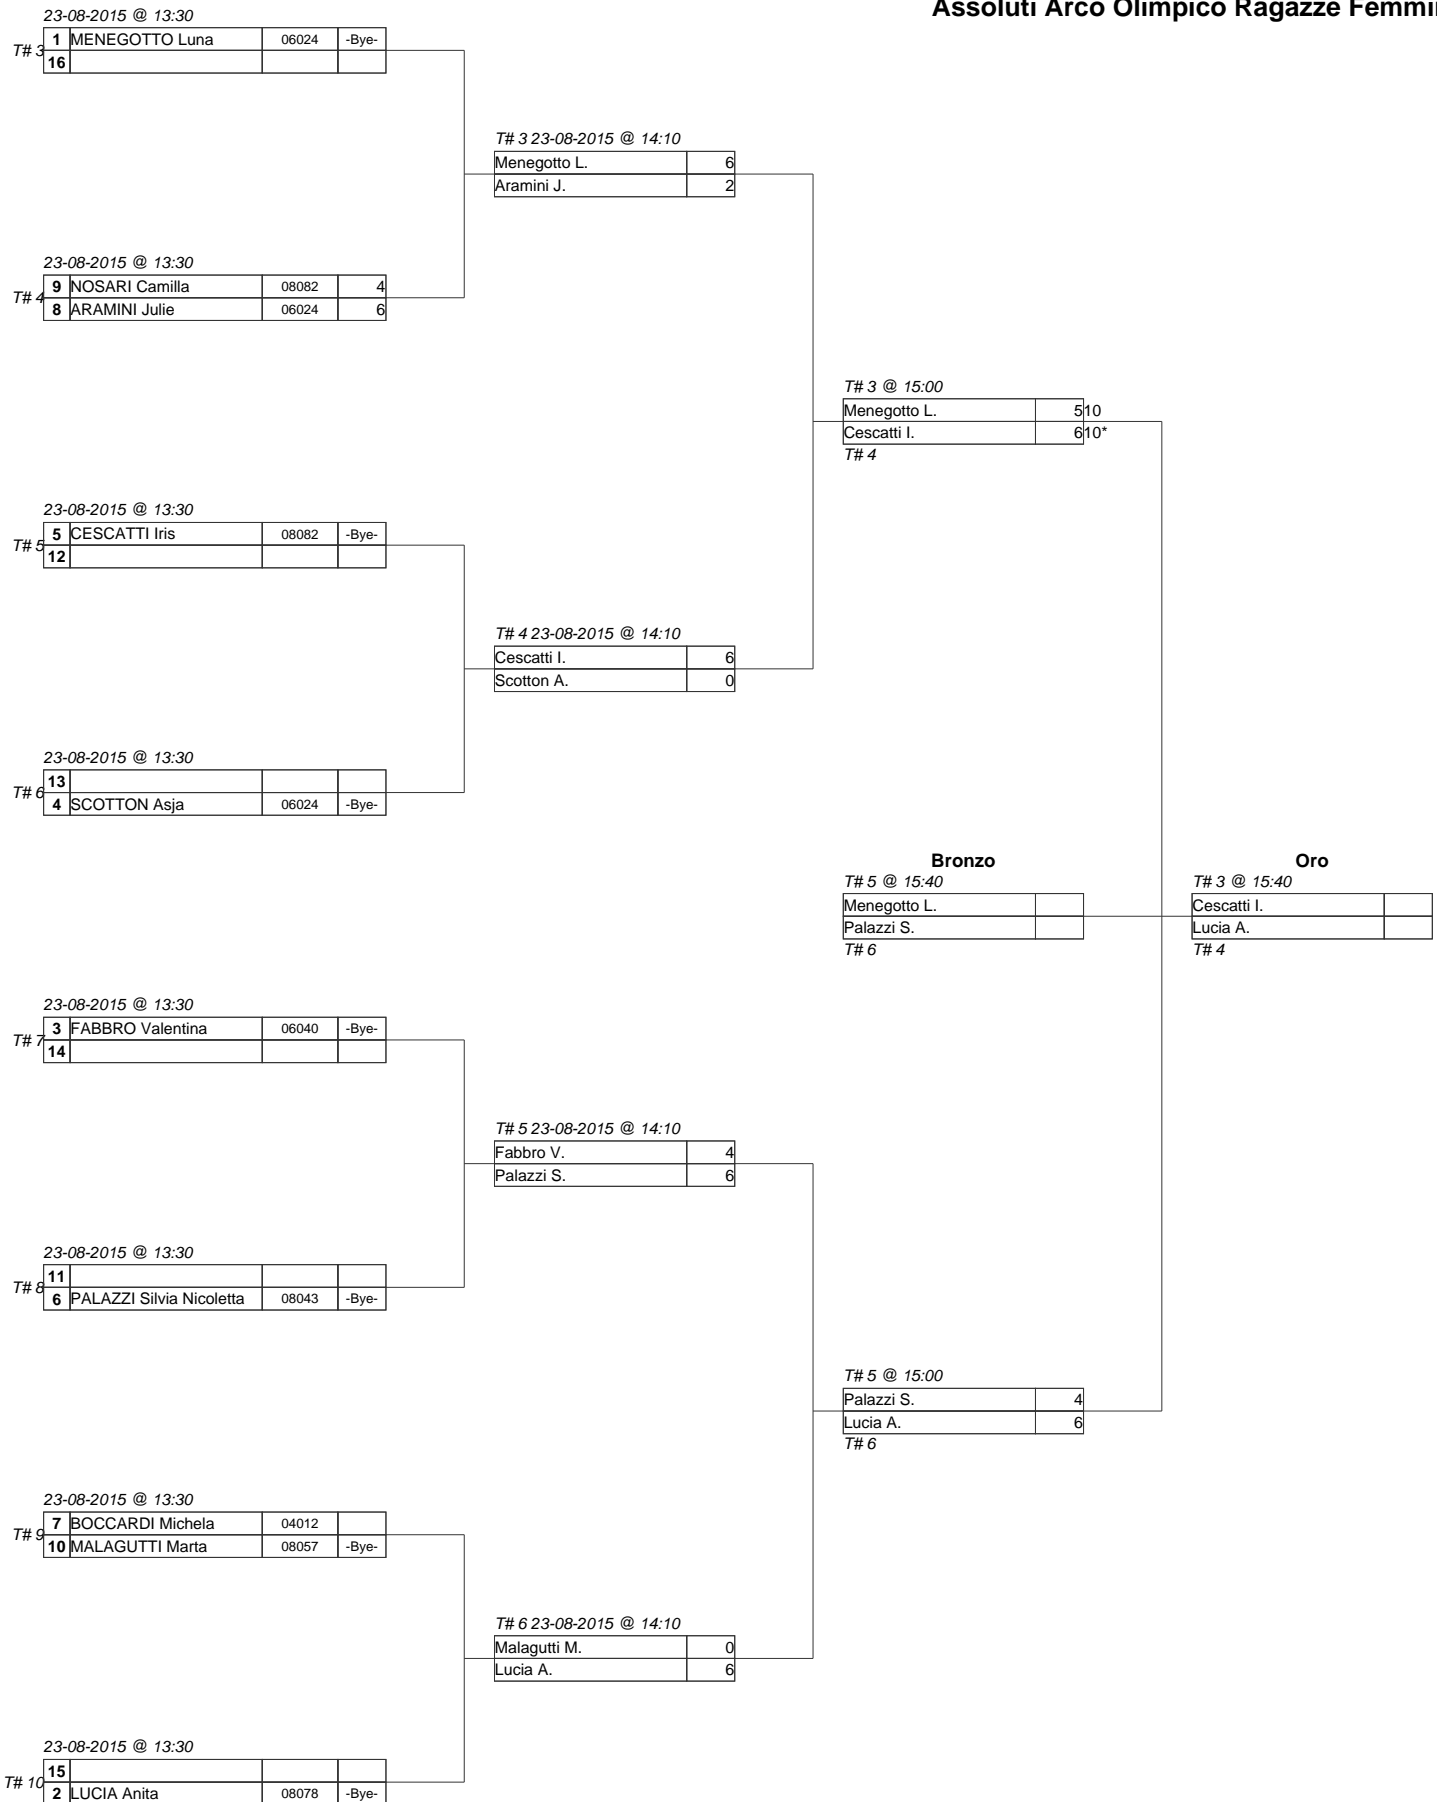 Assoluti Arco Olimpico Ragazze
23-08-2015 @ 13:30
T# 3
1 MENEGOTTO Luna 06024 -Bye-
16
T# 3 23-08-2015 @ 14:10
Menegotto L. 6
Aramini J. 2
23-08-2015 @ 13:30
T# 4
9 NOSARI Camilla 08082 4
8 ARAMINI Julie 06024 6
T# 3 @ 15:00
Menegotto L. 5 10
Cescatti I. 6 10*
T# 4
23-08-2015 @ 13:30
T# 5
5 CESCATTI Iris 08082 -Bye-
12
T# 4 23-08-2015 @ 14:10
Cescatti I. 6
Scotton A. 0
23-08-2015 @ 13:30
T# 6
13
4 SCOTTON Asja 06024 -Bye-
Bronzo
T# 5 @ 15:40
Menegotto L.
Palazzi S.
T# 6
Oro
T# 3 @ 15:40
Cescatti I.
Lucia A.
T# 4
23-08-2015 @ 13:30
T# 7
3 FABBRO Valentina 06040 -Bye-
14
T# 5 23-08-2015 @ 14:10
Fabbro V. 4
Palazzi S. 6
23-08-2015 @ 13:30
T# 8
11
6 PALAZZI Silvia Nicoletta 08043 -Bye-
T# 5 @ 15:00
Palazzi S. 4
Lucia A. 6
T# 6
23-08-2015 @ 13:30
T# 9
7 BOCCARDI Michela 04012
10 MALAGUTTI Marta 08057 -Bye-
T# 6 23-08-2015 @ 14:10
Malagutti M. 0
Lucia A. 6
23-08-2015 @ 13:30
T# 10
15
2 LUCIA Anita 08078 -Bye-